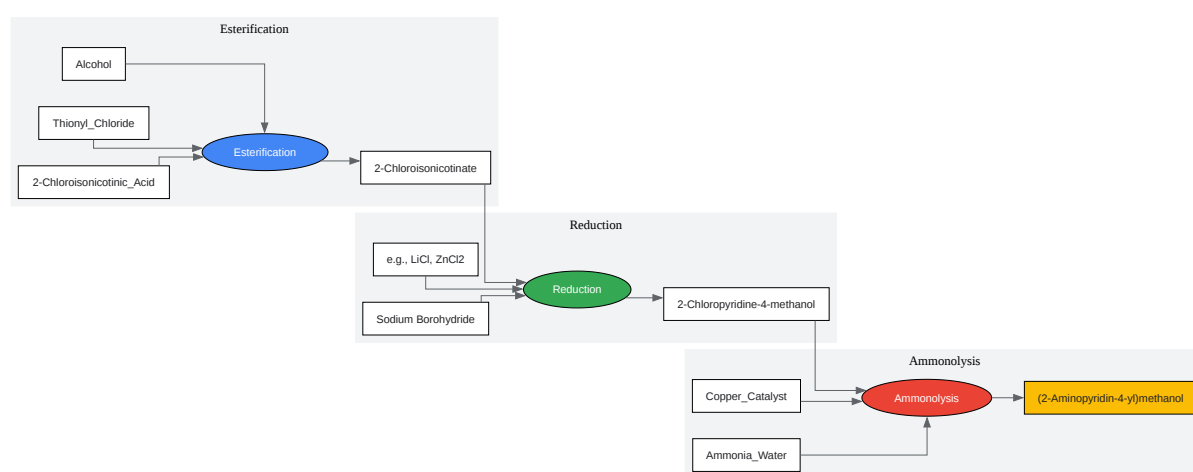 Esterification
Alcohol
Thionyl_Chloride
Esterification
2-Chloroisonicotinic_Acid
2-Chloroisonicotinate
Reduction
e.g., LiCl, ZnCl2
Reduction
Sodium Borohydride
2-Chloropyridine-4-methanol
Ammonolysis
Copper_Catalyst
Ammonolysis
(2-Aminopyridin-4-yl)methanol
Ammonia_Water